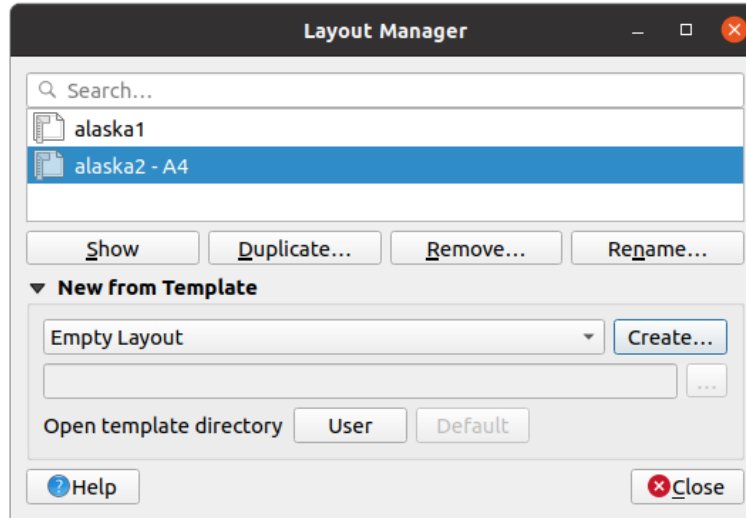 Layout Manager
Search...
alaska1
alaska2 - A4
Show Duplicate... Remove... Rename...
New from Template
Empty Layout Create...
...
Open template directory User Default
Help Close